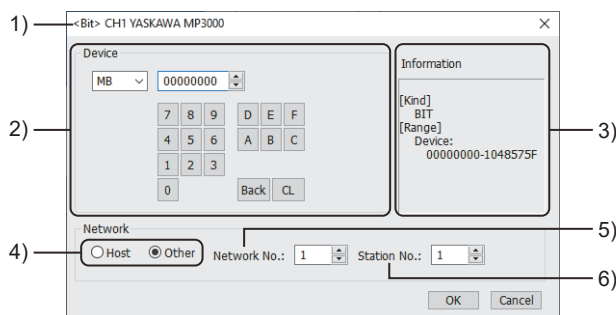 1)
<Bit> CH1 YASKAWA MP3000
Device
MB 00000000
7 8 9 D E F
4 5 6 A B C
1 2 3
0 Back CL
2)
Information
[Kind]
BIT
[Range]
Device:
00000000-1048575F
3)
Network
4)
Host Other Network No.: 1 Station No.: 1
5)
6)
OK Cancel